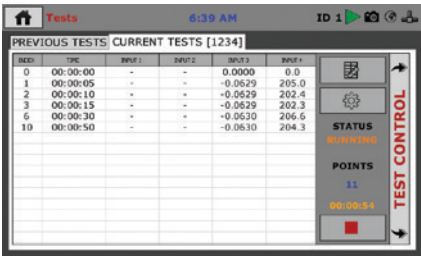 Tests 6:39 AM ID 1
PREVIOUS TESTS CURRENT TESTS [1234]
INDEX TIME INPUT 1 INPUT 2 INPUT 3 INPUT 4
0 00:00:00 - - 0.0000 0.0
1 00:00:05 - - -0.0629 205.0
2 00:00:10 - - -0.0629 202.4
3 00:00:15 - - -0.0629 202.3
6 00:00:30 - - -0.0630 206.6
10 00:00:50 - - -0.0630 204.3
STATUS
RUNNING
POINTS
11
00:00:54
TEST CONTROL